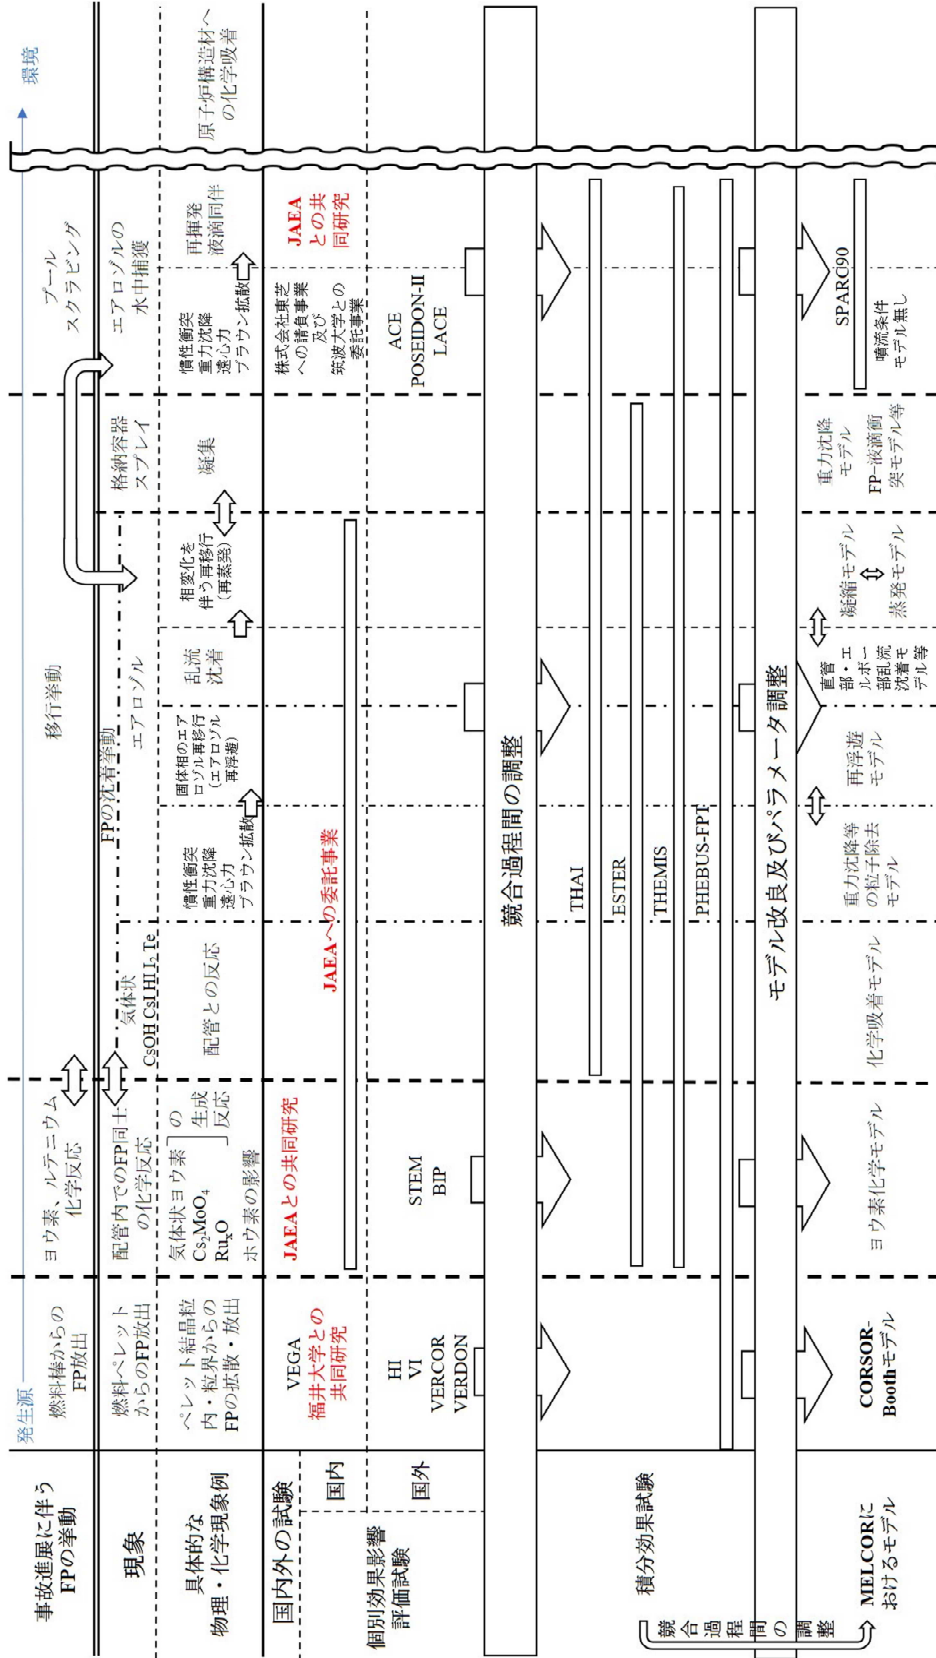 発生源
環境
事故進展に伴う
FPの挙動
燃料棒からの
FP放出
ヨウ素、ルテニウム
化学反応
移行挙動
プール
スクラビング
現象
燃料ペレット
からのFP放出
配管内でのFP同士
の化学反応
FPの沈着挙動
気体状
CsOH CsI HI I₂ Te
エアロゾル
格納容器
スプレイ
エアロゾルの
水中捕獲
具体的な
物理・化学現象例
ペレット結晶粒
内・粒界からの
FPの拡散・放出
気体状ヨウ素
Cs₂MoO₄
RuₓO
の
生成
反応
ホウ素の影響
配管との反応
慣性衝突
重力沈降
遠心力
ブラウン拡散
固体相のエア
ロゾル再移行
(エアロゾル
再浮遊)
乱流
沈着
相変化を
伴う再移行
(再蒸発)
凝集
慣性衝突
重力沈降
遠心力
ブラウン拡散
再揮発
液滴同伴
原子炉構造材へ
の化学吸着
国内外の試験
個別効果影響
評価試験
国内
VEGA
福井大学との
共同研究
JAEAとの共同研究
JAEAへの委託事業
株式会社東芝
への請負事業
及び
筑波大学との
委託事業
JAEA
との共
同研究
国外
HI
VI
VERCOR
VERDON
STEM
BIP
ACE
POSEIDON-II
LACE
競合過程間の調整
積分効果試験
THAI
ESTER
THEMIS
PHEBUS-FPT
競合過程間の調整
モデル改良及びパラメータ調整
MELCORに
おけるモデル
CORSOR-
Boothモデル
ヨウ素化学モデル
化学吸着モデル
重力沈降等
の粒子除去
モデル
再浮遊
モデル
直管
部・エ
ルボー
部乱流
沈着モ
デル等
凝縮モデル
蒸発モデル
重力沈降
モデル
FP-液滴衝
突モデル等
SPARC90
噴流条件
モデル無し